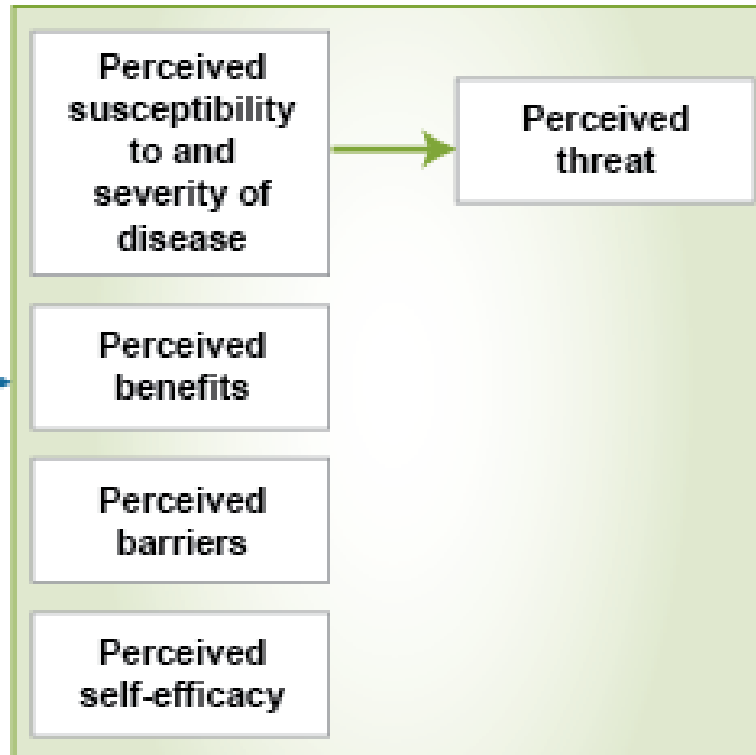 Perceived
susceptibility
to and
severity of
disease
Perceived
threat
Perceived
benefits
Perceived
barriers
Perceived
self-efficacy